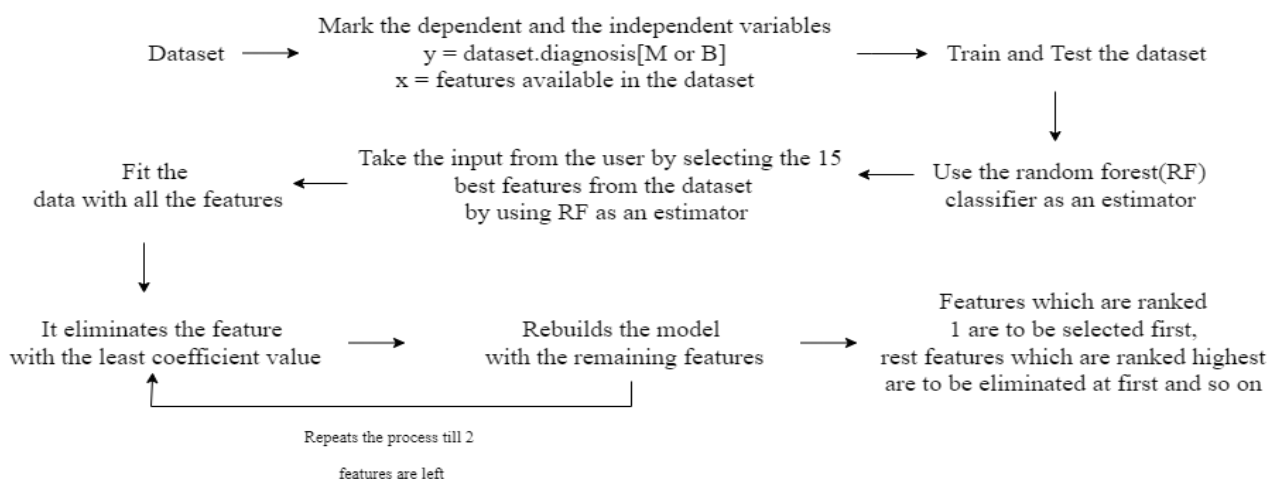 Dataset
Mark the dependent and the independent variables
y = dataset.diagnosis[M or B]
x = features available in the dataset
Train and Test the dataset
Use the random forest(RF)
classifier as an estimator
Take the input from the user by selecting the 15
best features from the dataset
by using RF as an estimator
Fit the
data with all the features
It eliminates the feature
with the least coefficient value
Rebuilds the model
with the remaining features
Repeats the process till 2
features are left
Features which are ranked
1 are to be selected first,
rest features which are ranked highest
are to be eliminated at first and so on